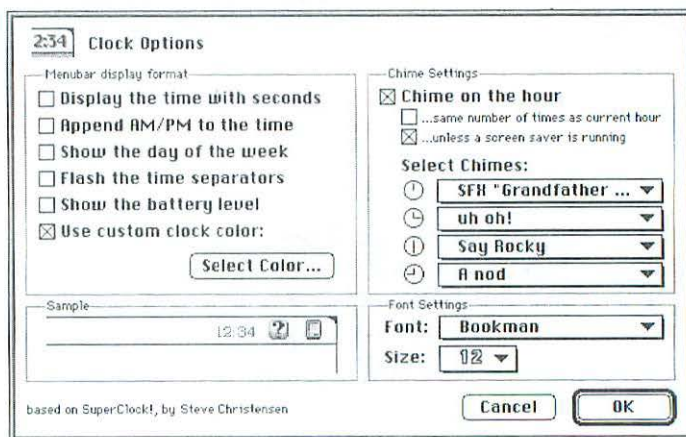 2:34 Clock Options
Menubar display format
Display the time with seconds
Append AM/PM to the time
Show the day of the week
Flash the time separators
Show the battery level
Use custom clock color:
Select Color...
Sample
12:34
based on SuperClock!, by Steve Christensen
Chime Settings
Chime on the hour
...same number of times as current hour
...unless a screen saver is running
Select Chimes:
SFX "Grandfather ...
uh oh!
Say Rocky
A nod
Font Settings
Font: Bookman
Size: 12
Cancel
OK